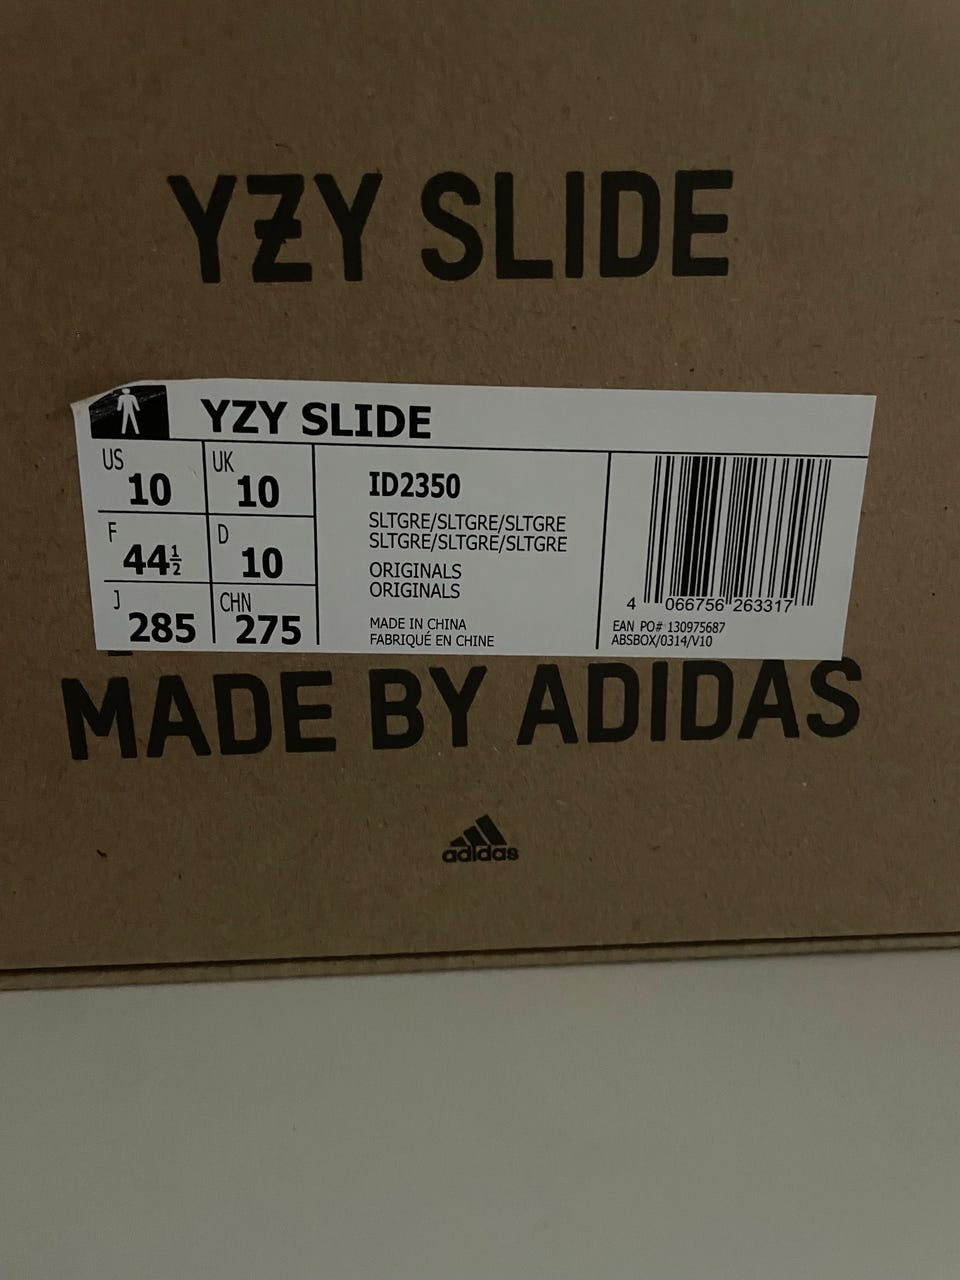 YZY SLIDE
YZY SLIDE
US 10 UK 10
F 44½ D 10
J 285 CHN 275
ID2350
SLTGRE/SLTGRE/SLTGRE
SLTGRE/SLTGRE/SLTGRE
ORIGINALS
ORIGINALS
MADE IN CHINA
FABRIQUÉ EN CHINE
4 066756 263317
EAN PO# 130975687
ABSBOX/0314/V10
MADE BY ADIDAS
adidas